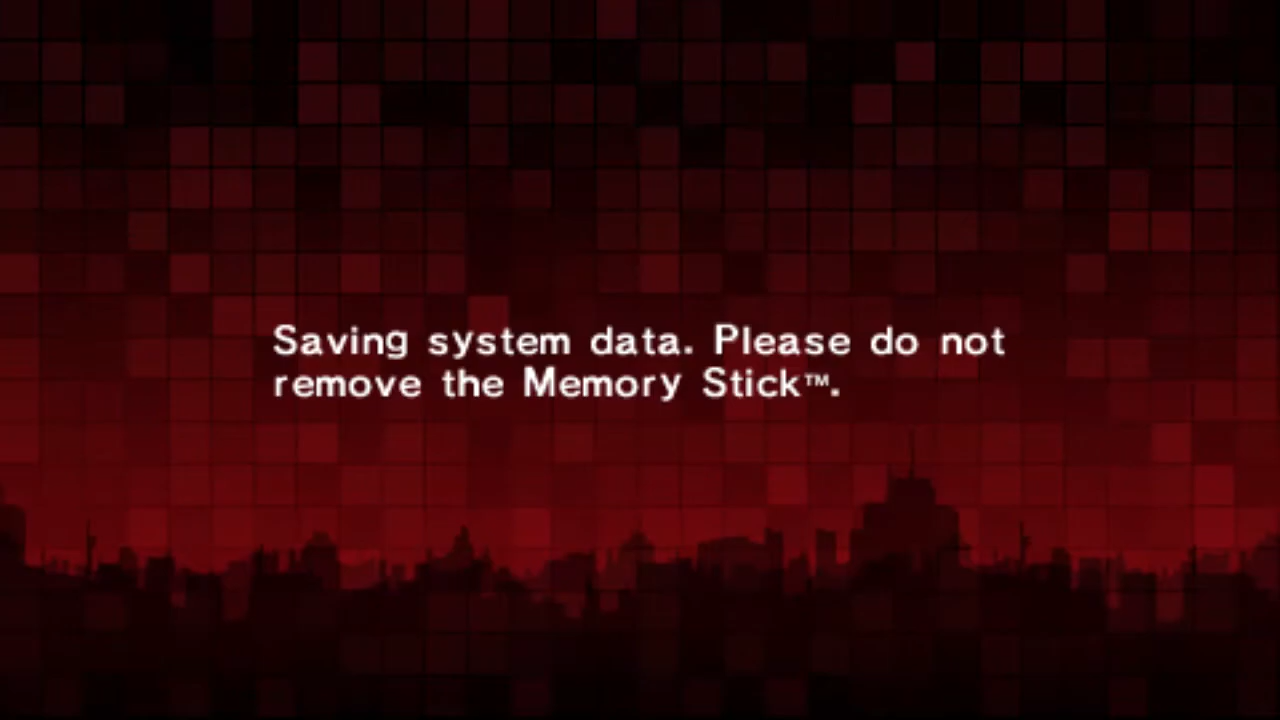 Saving system data. Please do not
remove the Memory Stick™.